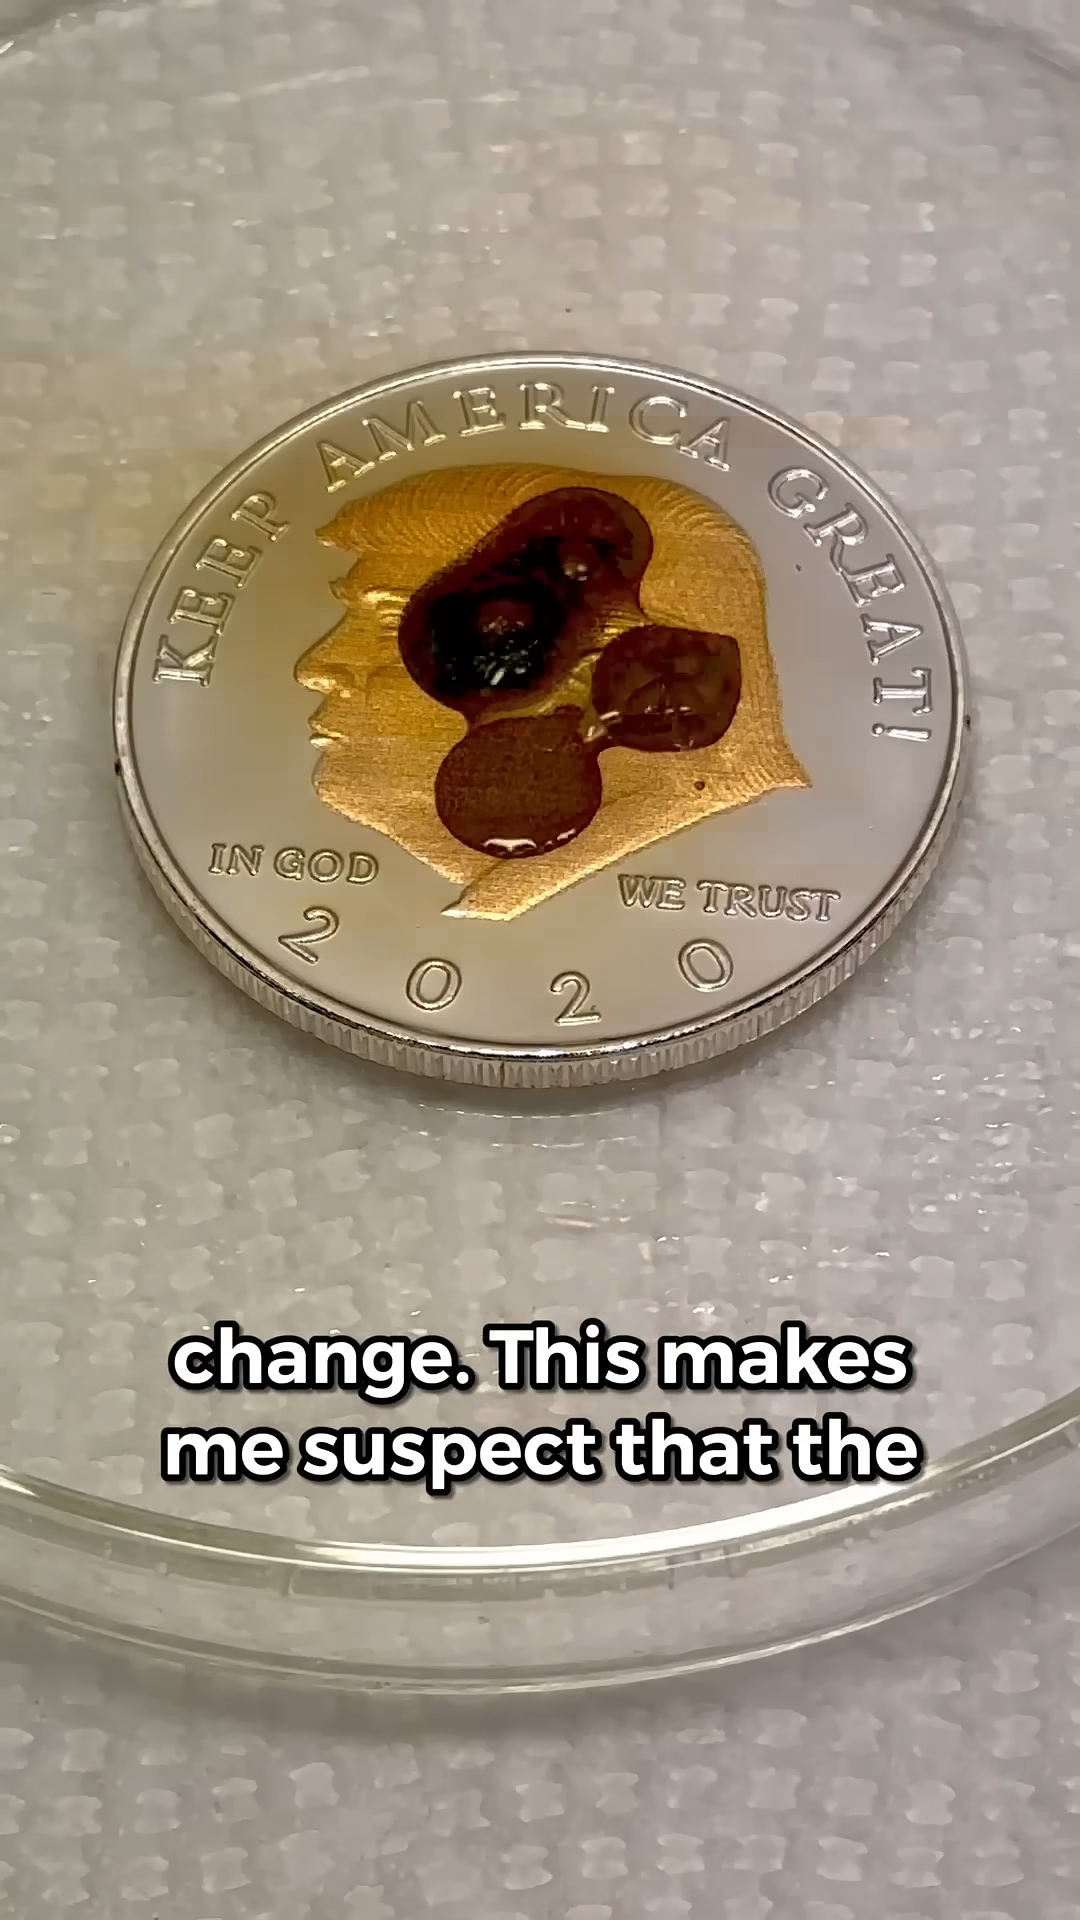 KEEP AMERICA GREAT!
IN GOD
WE TRUST
2020
change. This makes
me suspect that the